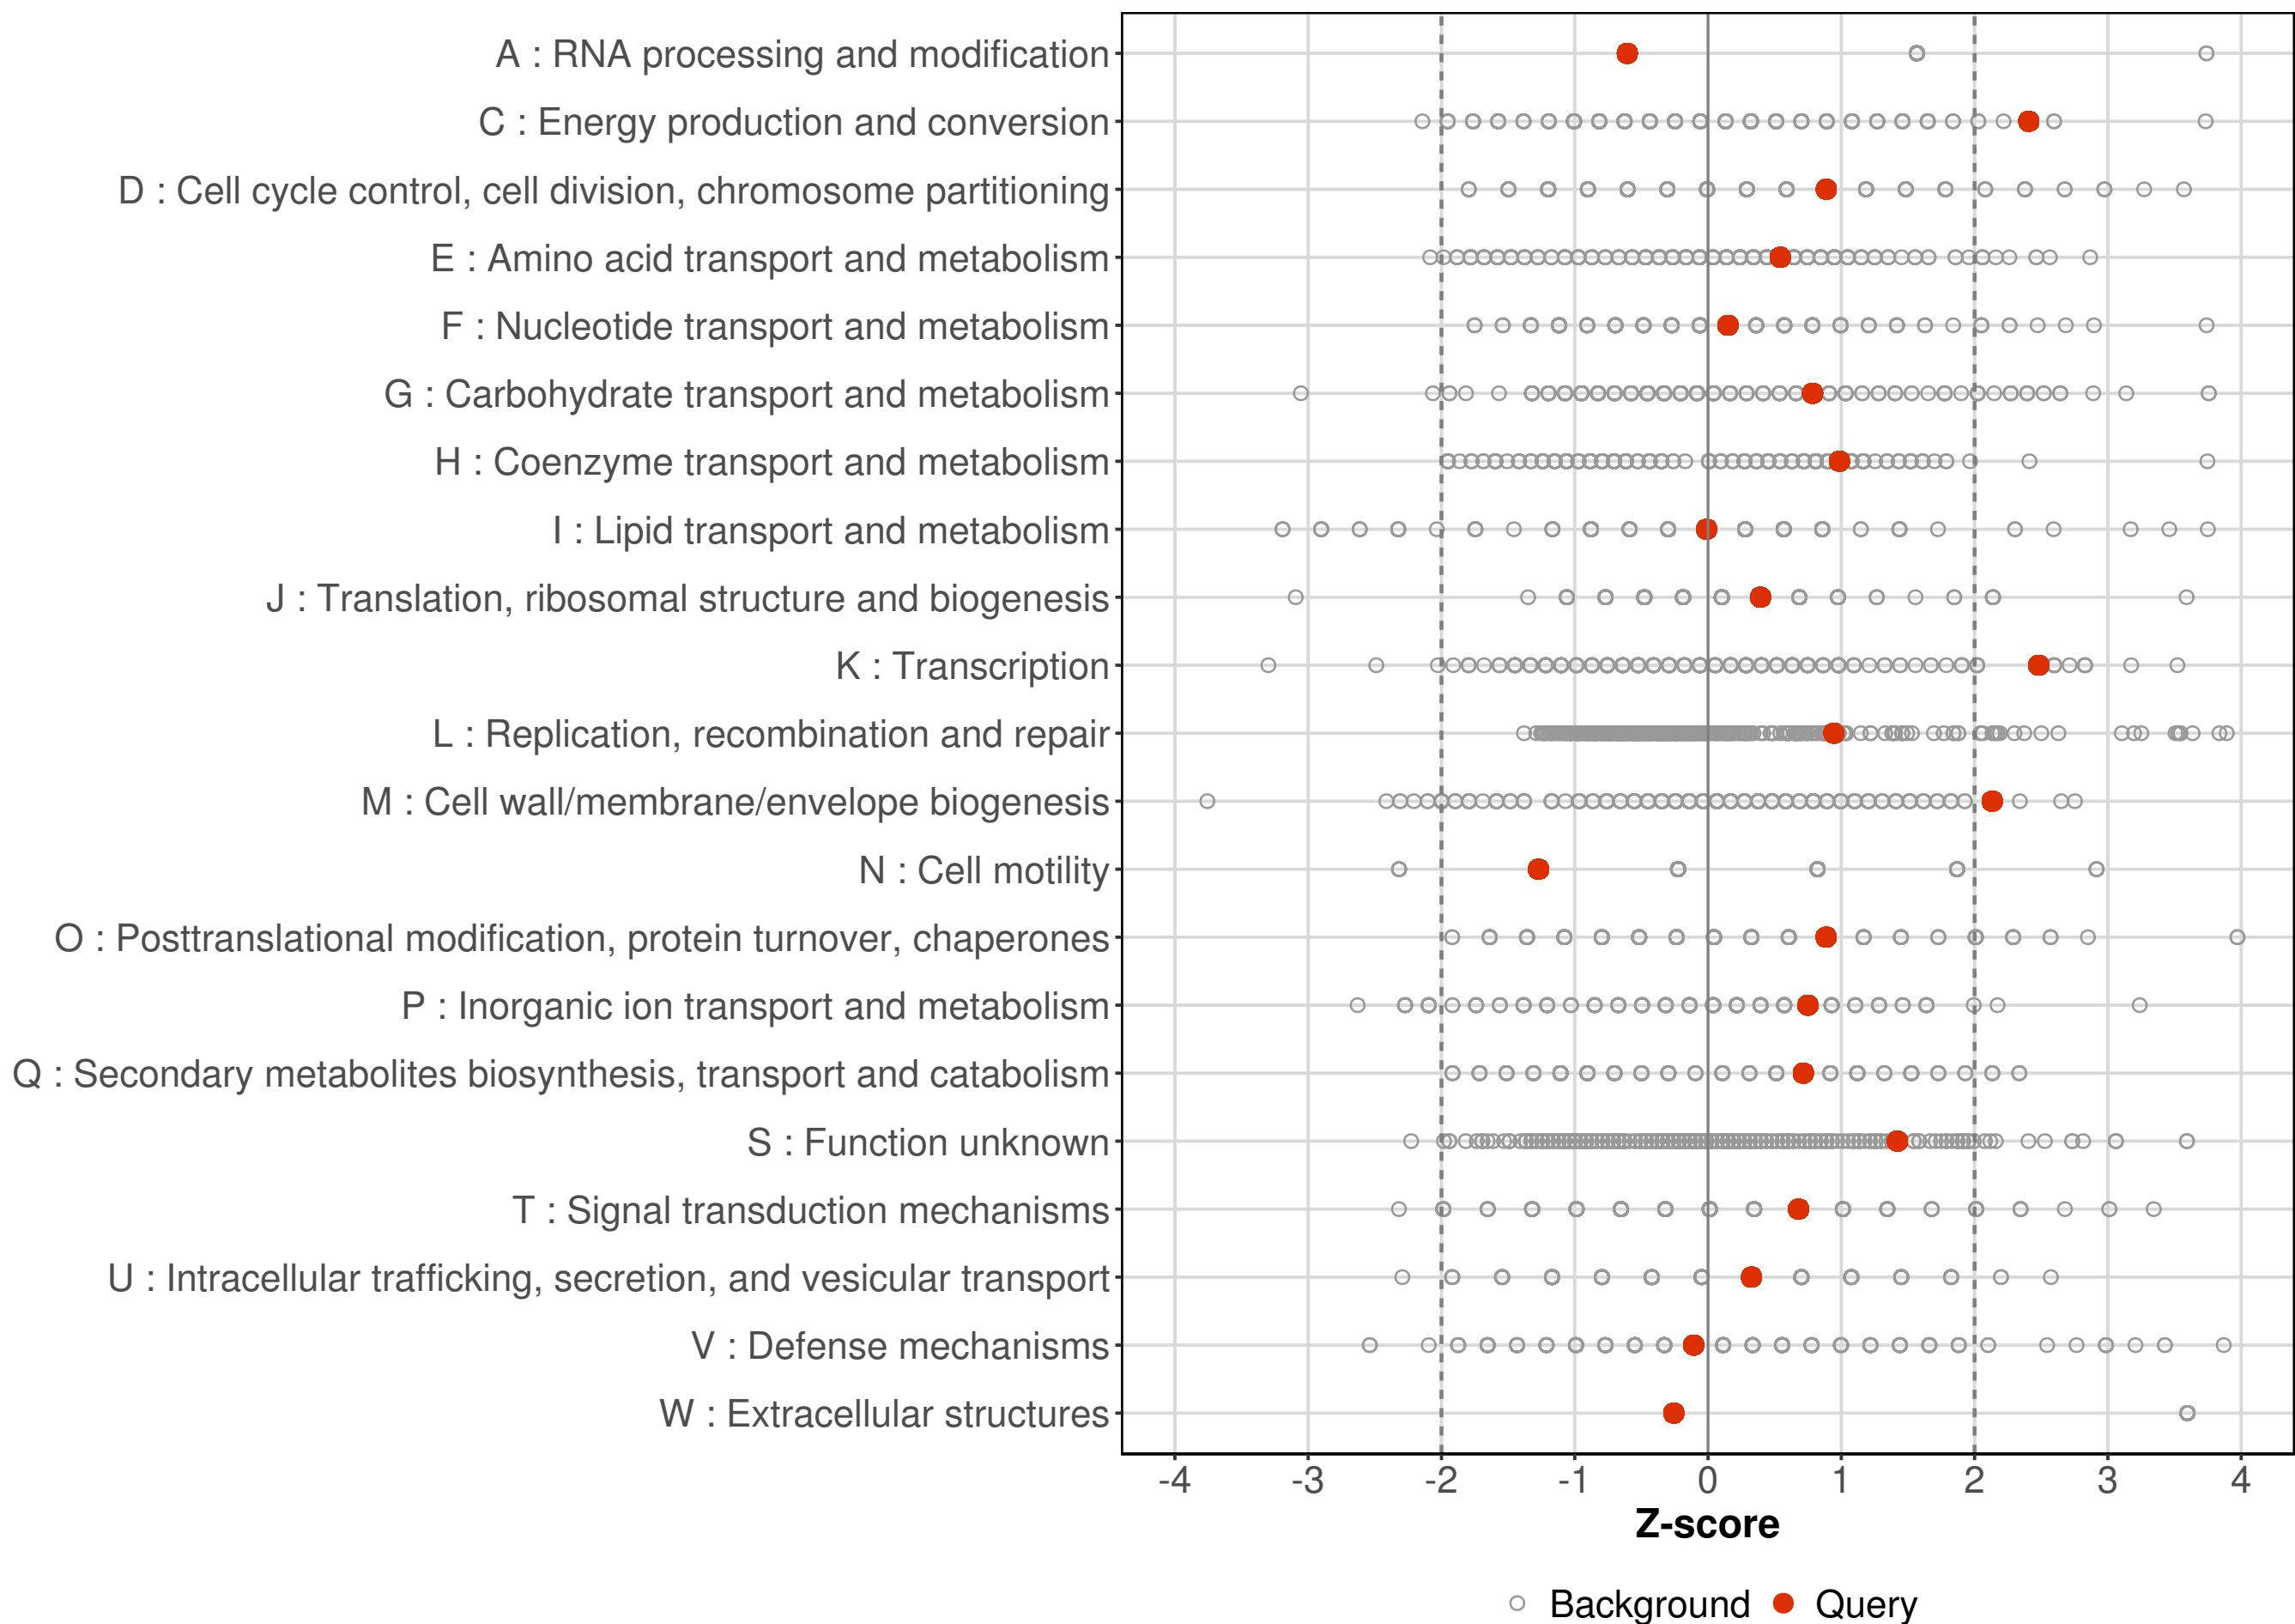 A : RNA processing and modification
C : Energy production and conversion
D : Cell cycle control, cell division, chromosome partitioning
E : Amino acid transport and metabolism
F : Nucleotide transport and metabolism
G : Carbohydrate transport and metabolism
H : Coenzyme transport and metabolism
I : Lipid transport and metabolism
J : Translation, ribosomal structure and biogenesis
K : Transcription
L : Replication, recombination and repair
M : Cell wall/membrane/envelope biogenesis
N : Cell motility
O : Posttranslational modification, protein turnover, chaperones
P : Inorganic ion transport and metabolism
Q : Secondary metabolites biosynthesis, transport and catabolism
S : Function unknown
T : Signal transduction mechanisms
U : Intracellular trafficking, secretion, and vesicular transport
V : Defense mechanisms
W : Extracellular structures
-4 -3 -2 -1 0 1 2 3 4
Z-score
Background Query